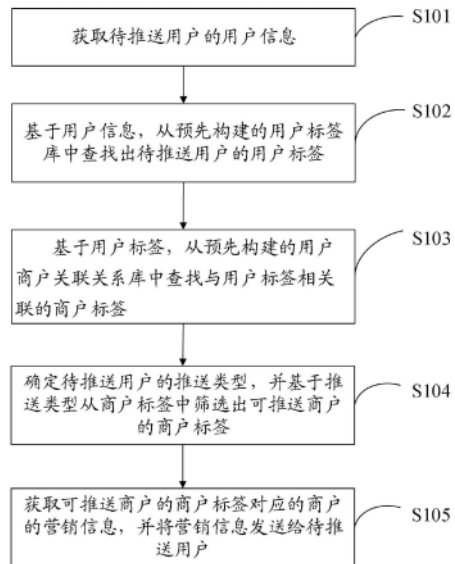 获取待推送用户的用户信息
S101
基于用户信息，从预先构建的用户标签
库中查找出待推送用户的用户标签
S102
基于用户标签，从预先构建的用户
商户关联关系库中查找与用户标签相关
联的商户标签
S103
确定待推送用户的推送类型，并基于推
送类型从商户标签中筛选出可推送商户
的商户标签
S104
获取可推送商户的商户标签对应的商户
的营销信息，并将营销信息发送给待推
送用户
S105